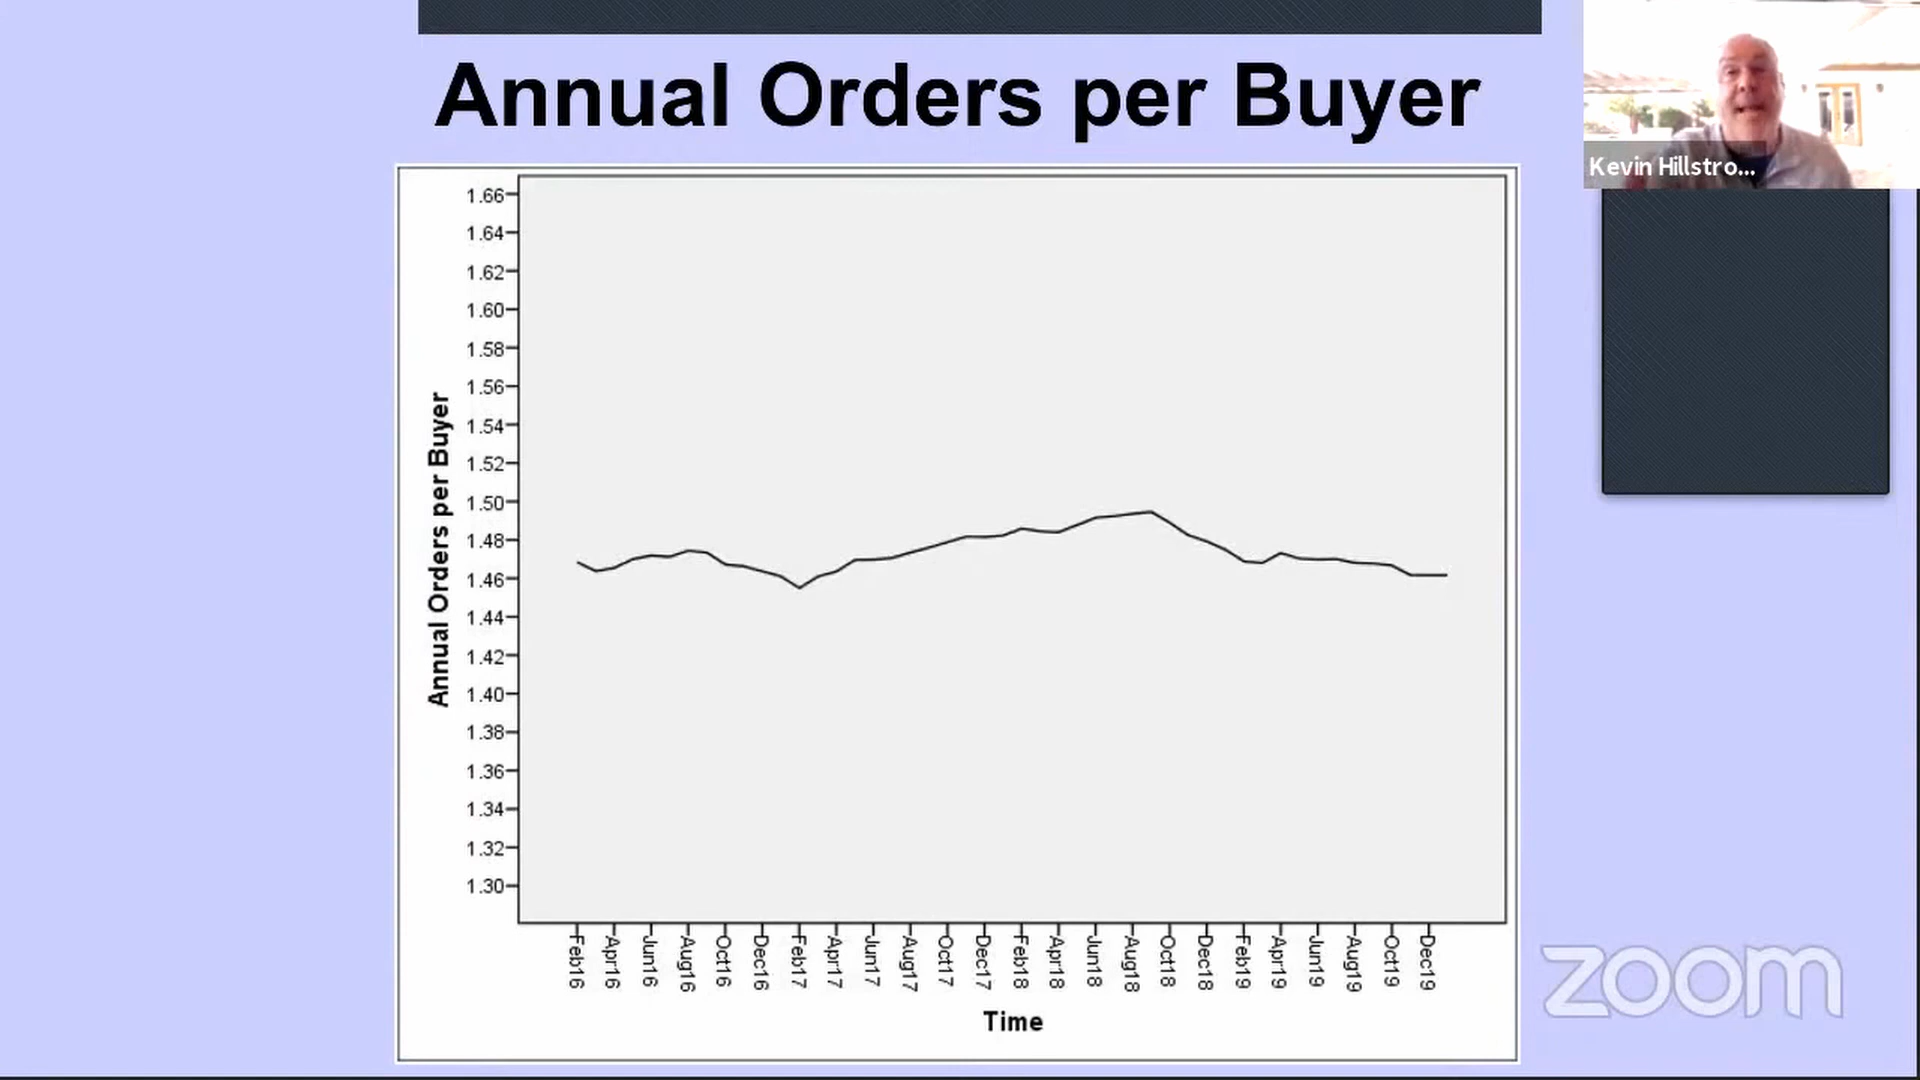 Annual Orders per Buyer
Kevin Hillstro...
Annual Orders per Buyer
1.66
1.64
1.62
1.60
1.58
1.56
1.54
1.52
1.50
1.48
1.46
1.44
1.42
1.40
1.38
1.36
1.34
1.32
1.30
Feb16
Apr16
Jun16
Aug16
Oct16
Dec16
Feb17
Apr17
Jun17
Aug17
Oct17
Dec17
Feb18
Apr18
Jun18
Aug18
Oct18
Dec18
Feb19
Apr19
Jun19
Aug19
Oct19
Dec19
Time
zoom